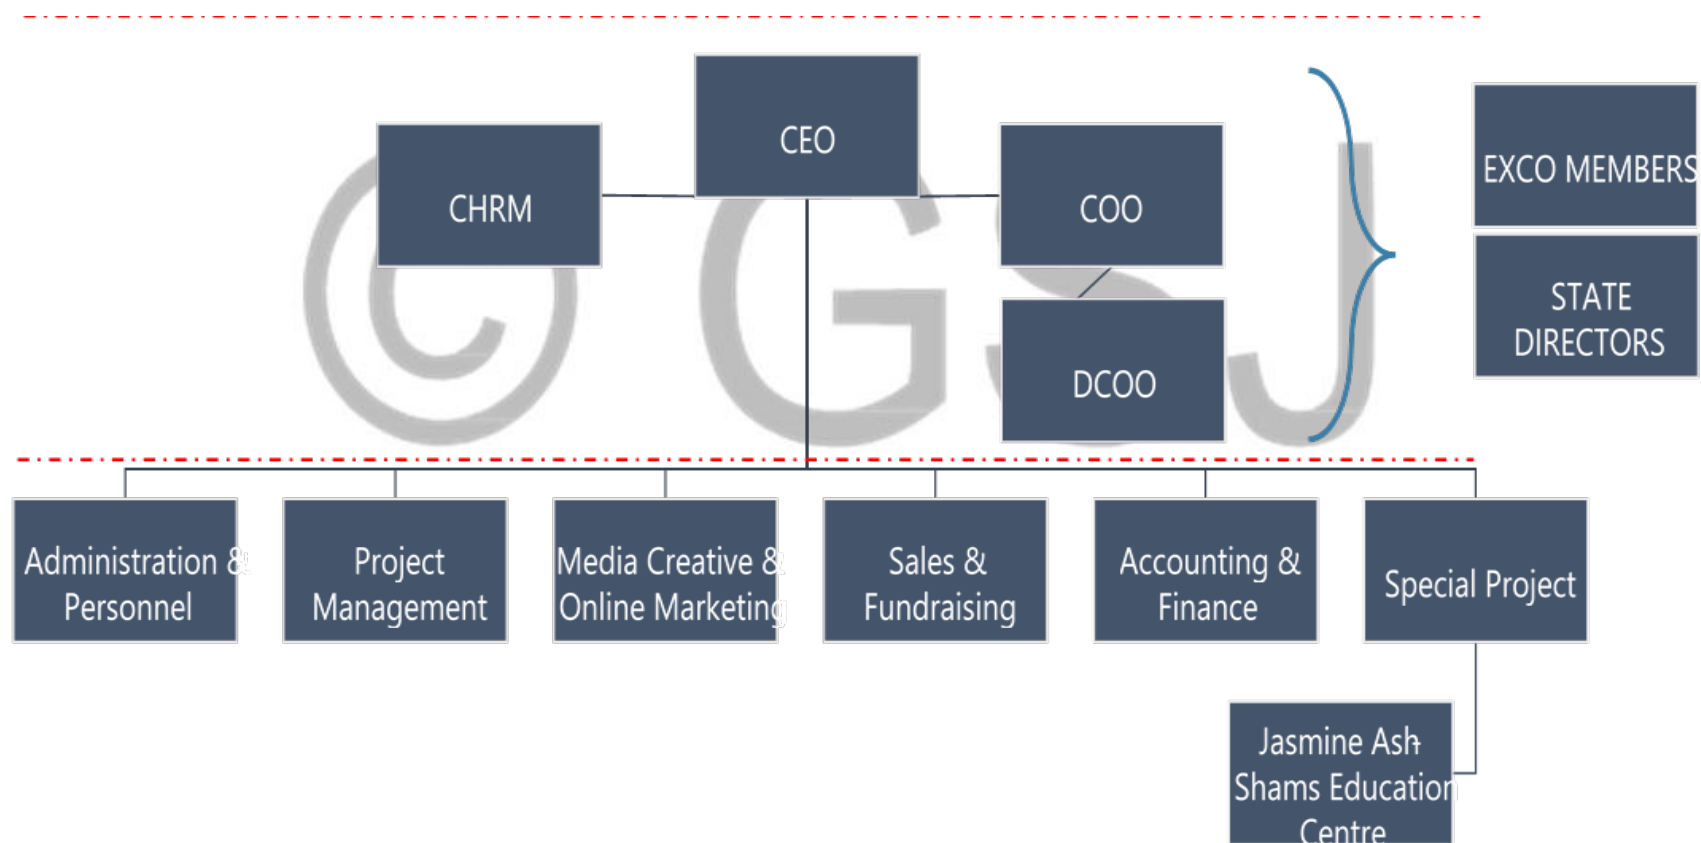 CEO
CHRM
COO
DCOO
EXCO MEMBERS
STATE
DIRECTORS
© GSJ
Administration &
Personnel
Project
Management
Media Creative &
Online Marketing
Sales &
Fundraising
Accounting &
Finance
Special Project
Jasmine Ash-
Shams Education
Centre